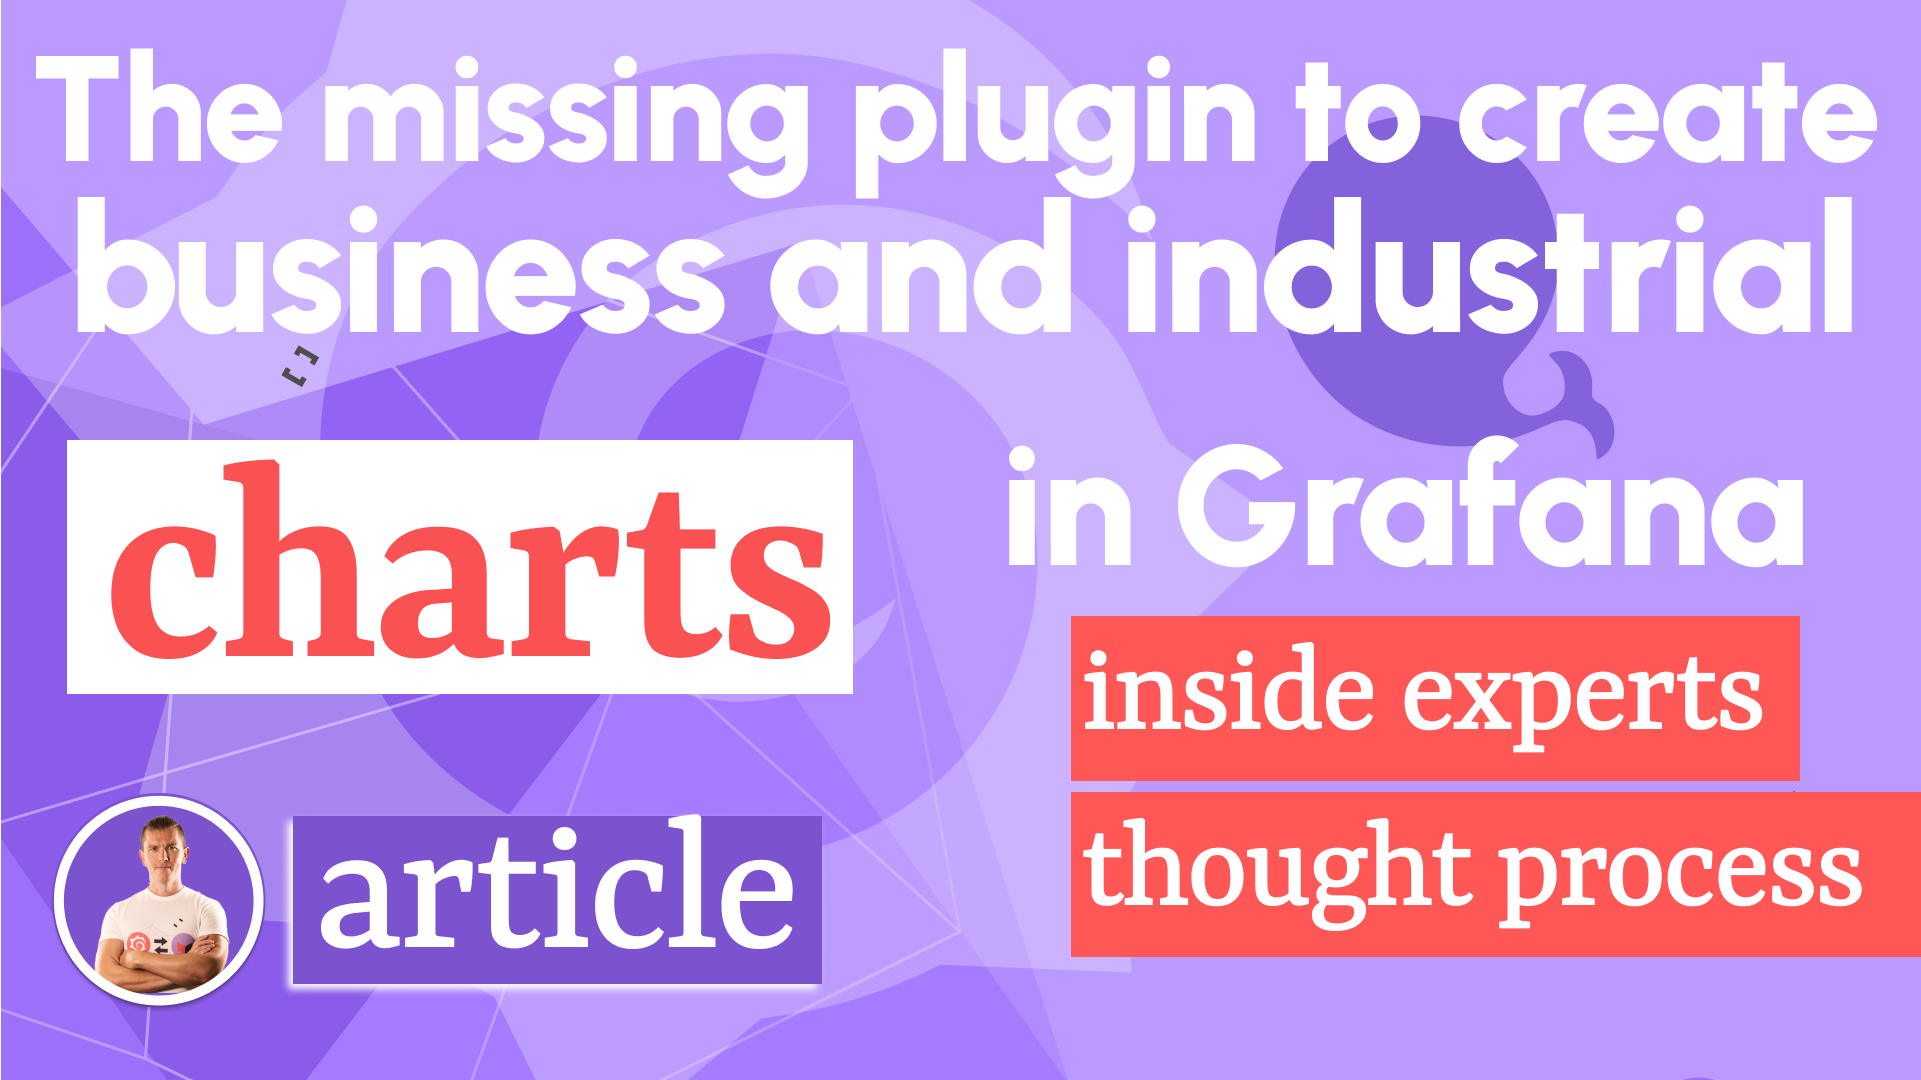 The missing plugin to create
business and industrial
charts
in Grafana
inside experts
thought process
article